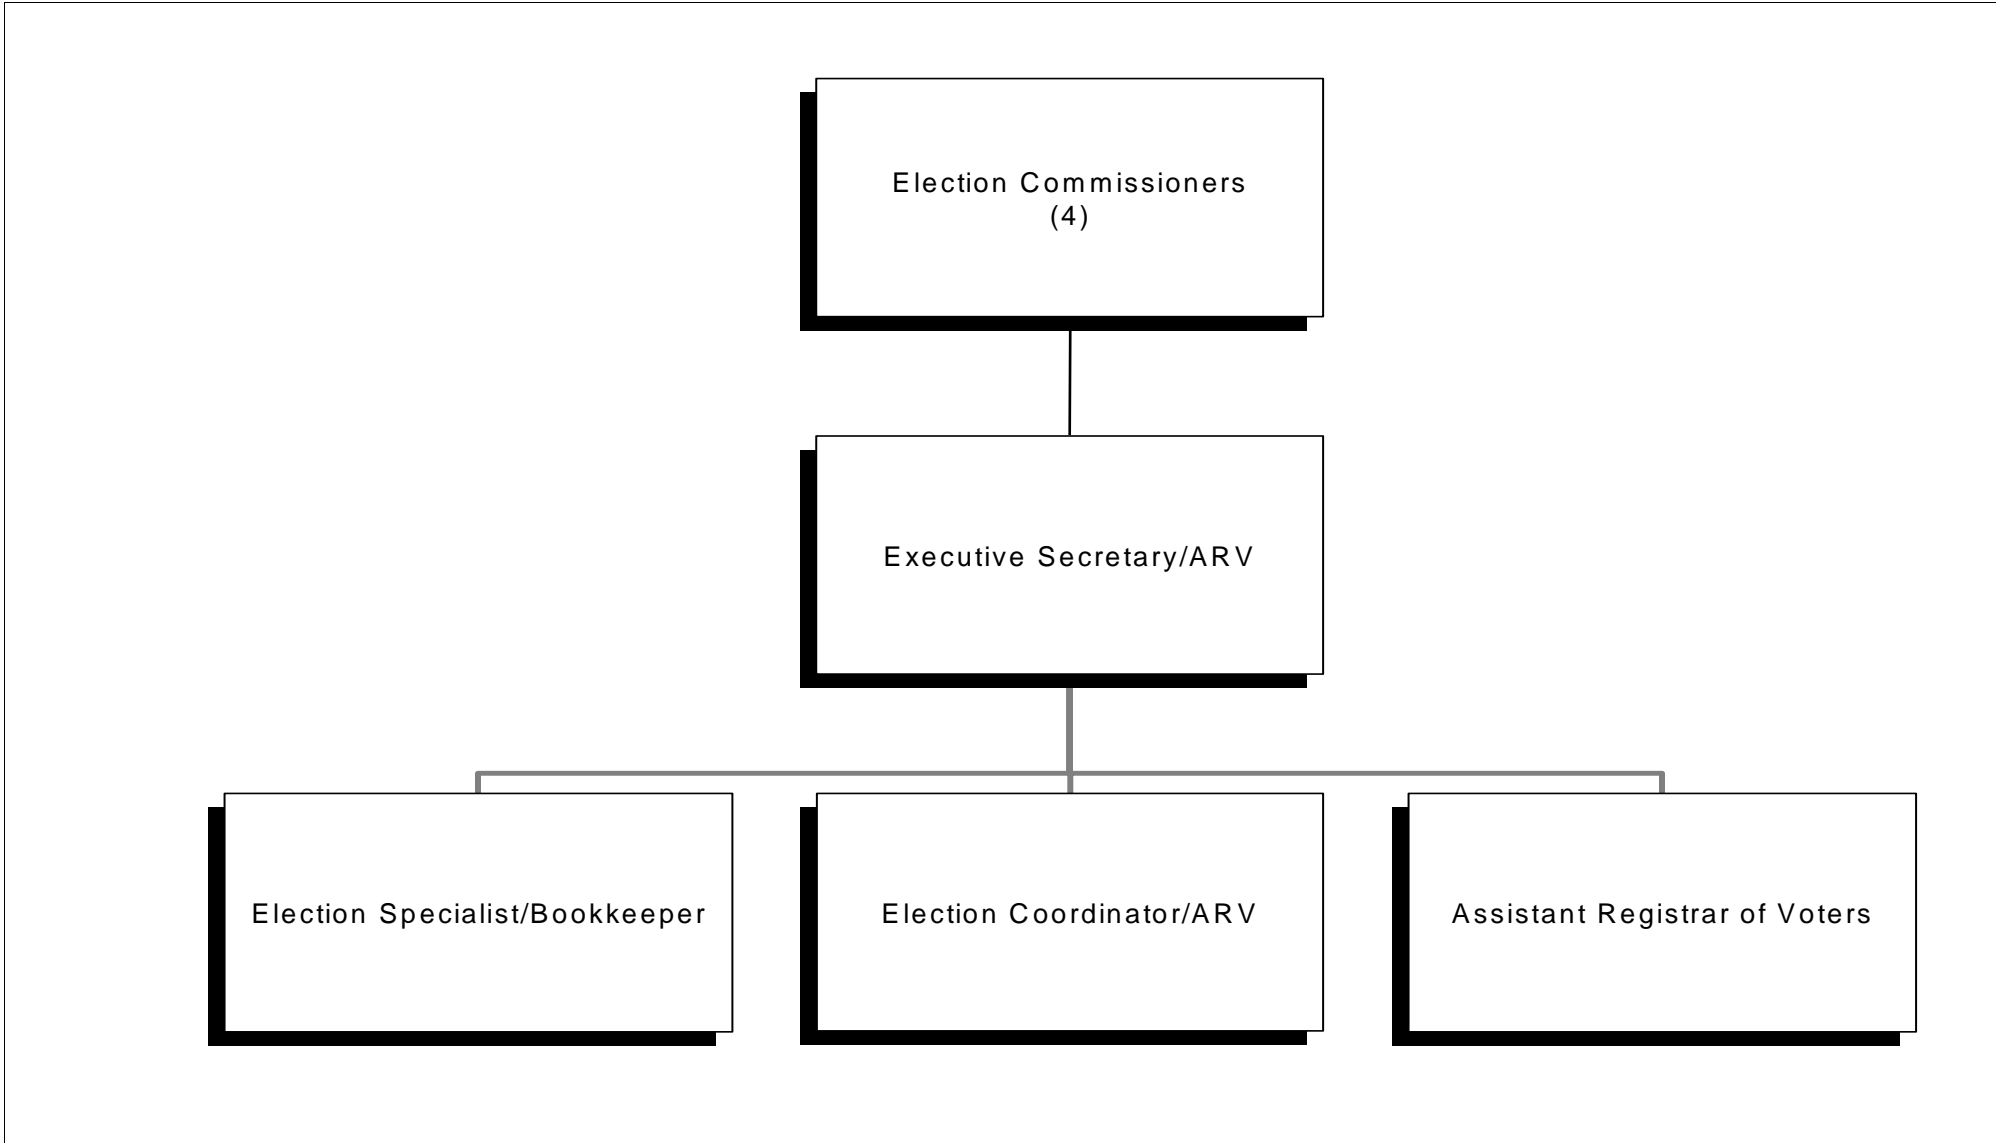 Election Commissioners
(4)
Executive Secretary/ARV
Election Specialist/Bookkeeper
Election Coordinator/ARV
Assistant Registrar of Voters